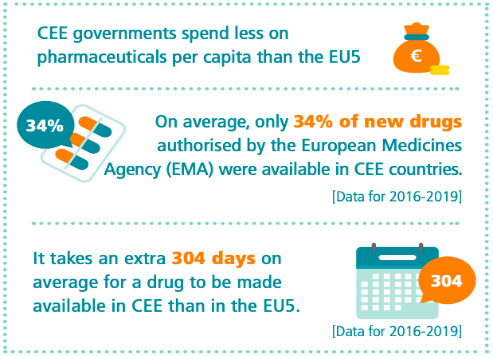 CEE governments spend less on
pharmaceuticals per capita than the EU5
€
34%
On average, only 34% of new drugs
authorised by the European Medicines
Agency (EMA) were available in CEE countries.
[Data for 2016-2019]
It takes an extra 304 days on
average for a drug to be made
available in CEE than in the EU5.
304
[Data for 2016-2019]